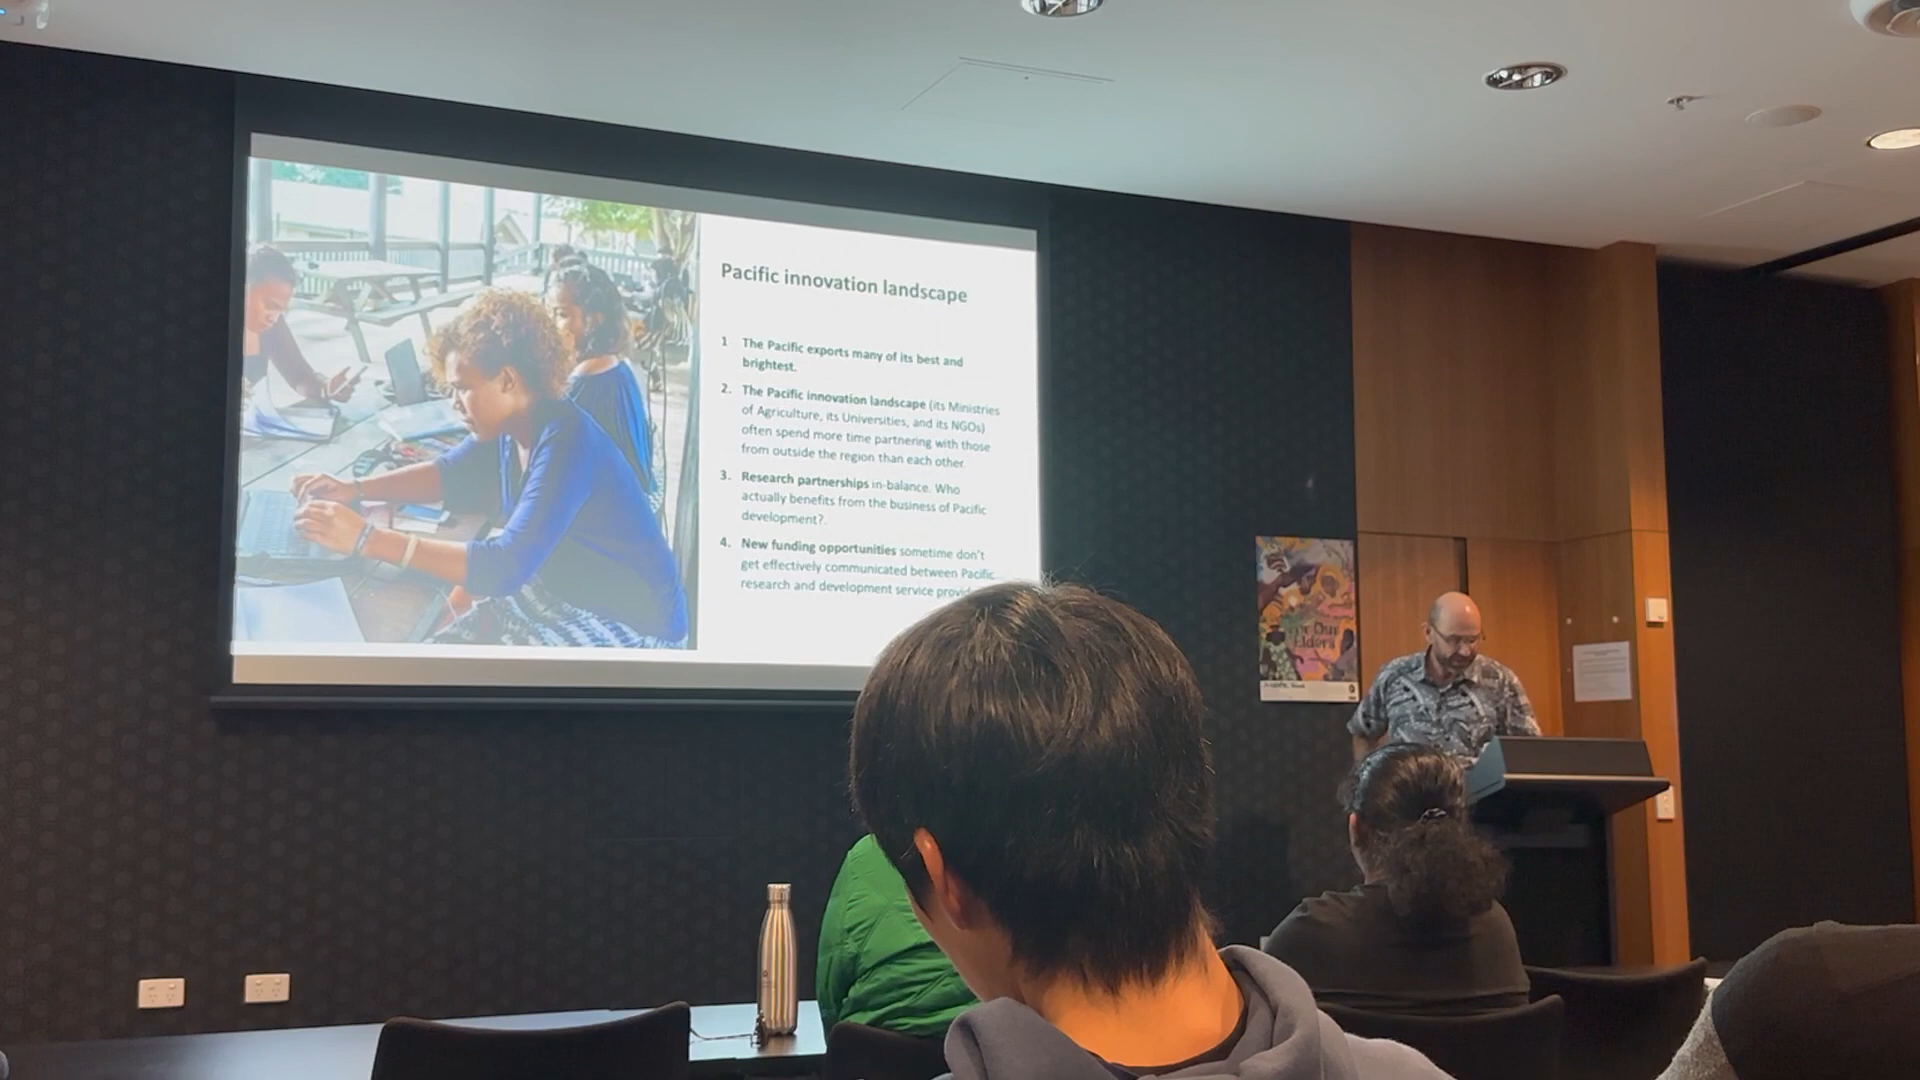 Pacific innovation landscape
1 The Pacific exports many of its best and
brightest.
2. The Pacific innovation landscape (its Ministries
of Agriculture, its Universities, and its NGOs)
often spend more time partnering with those
from outside the region than each other
3. Research partnerships in-balance. Who
actually benefits from the business of Pacific
development?.
4. New funding opportunities sometime don't
get effectively communicated between Pacific
research and development service
Our
Elders